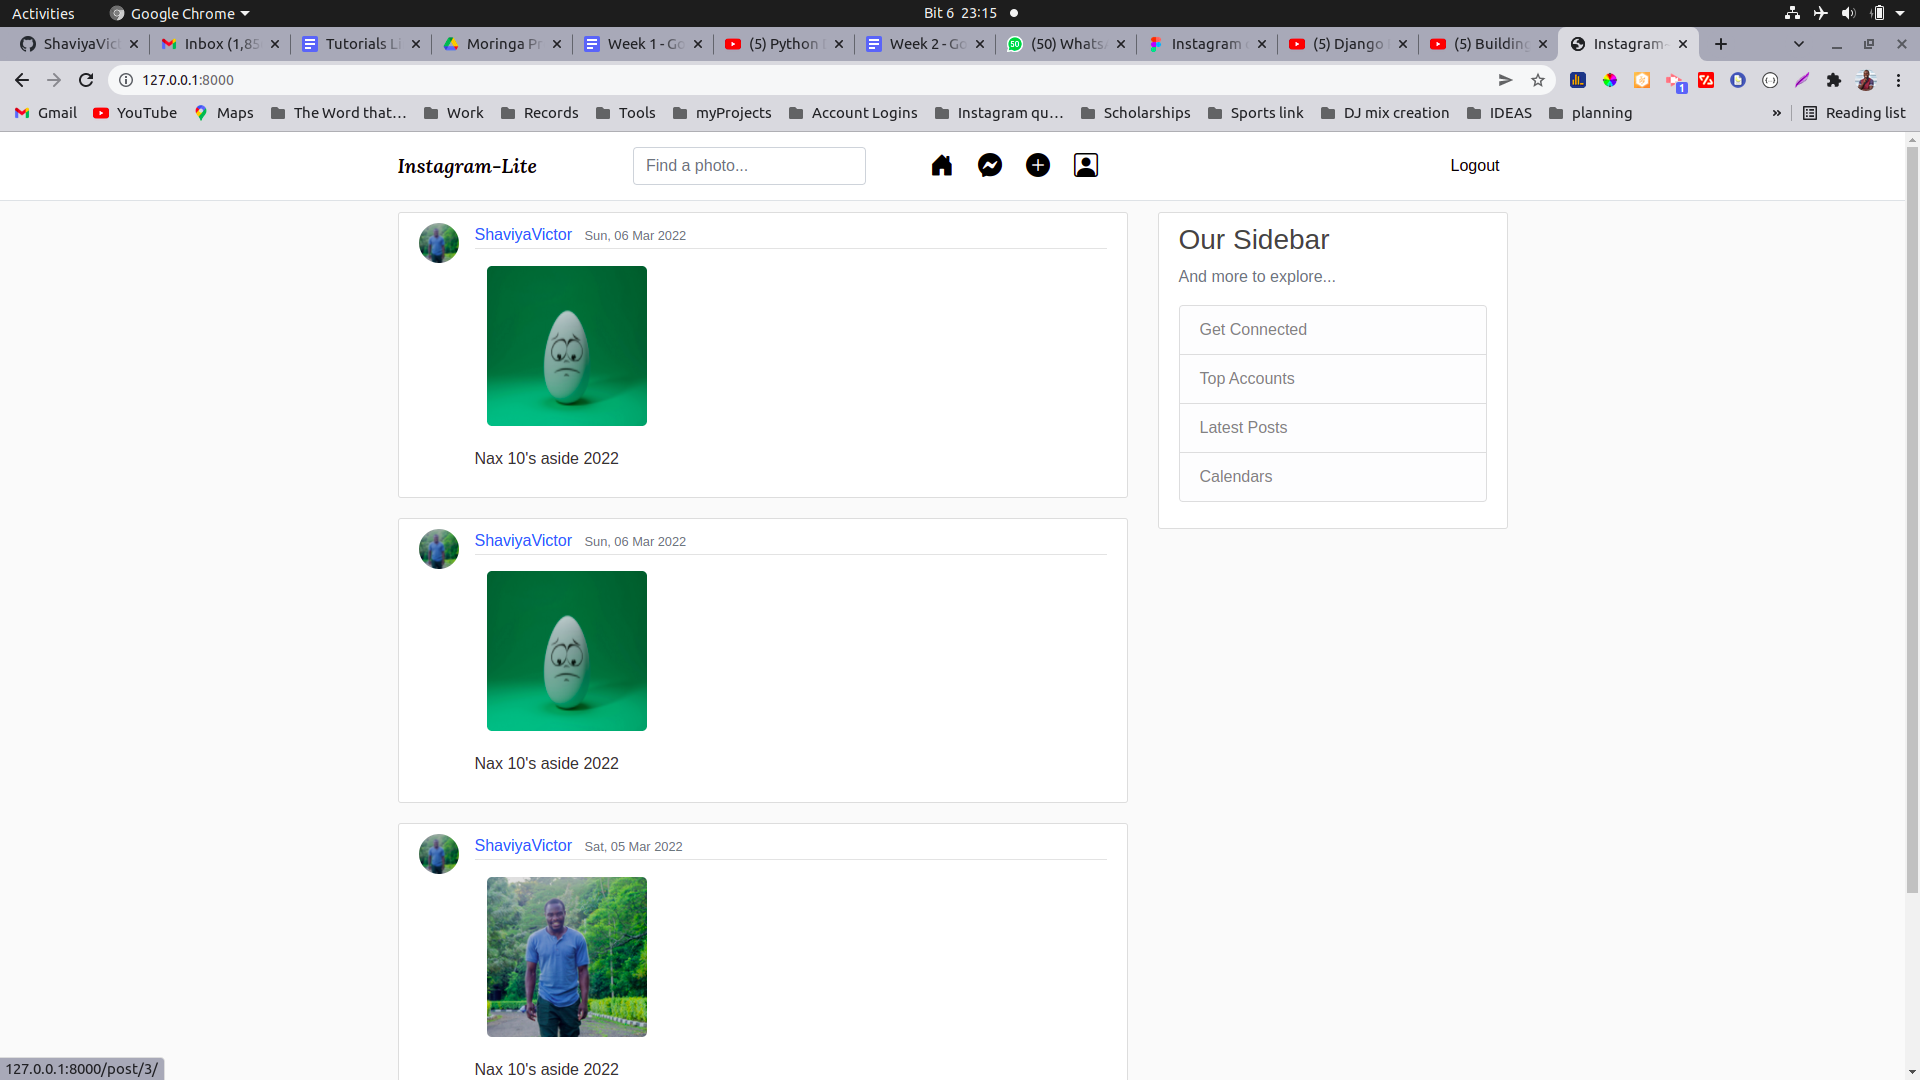 Activities Google Chrome Bit 6 23:15
ShaviyaVic Inbox (1,85 Tutorials Li Moringa Pr Week 1 - Go (5) Python Week 2 - Go (50) Whats Instagram (5) Django (5) Building Instagram-
127.0.0.1:8000 1
Gmail YouTube Maps The Word that… Work Records Tools myProjects Account Logins Instagram qu… Scholarships Sports link DJ mix creation IDEAS planning » Reading list
Instagram-Lite Find a photo... Logout
ShaviyaVictor Sun, 06 Mar 2022
Nax 10's aside 2022
ShaviyaVictor Sun, 06 Mar 2022
Nax 10's aside 2022
ShaviyaVictor Sat, 05 Mar 2022
Nax 10's aside 2022
Our Sidebar
And more to explore...
Get Connected
Top Accounts
Latest Posts
Calendars
127.0.0.1:8000/post/3/